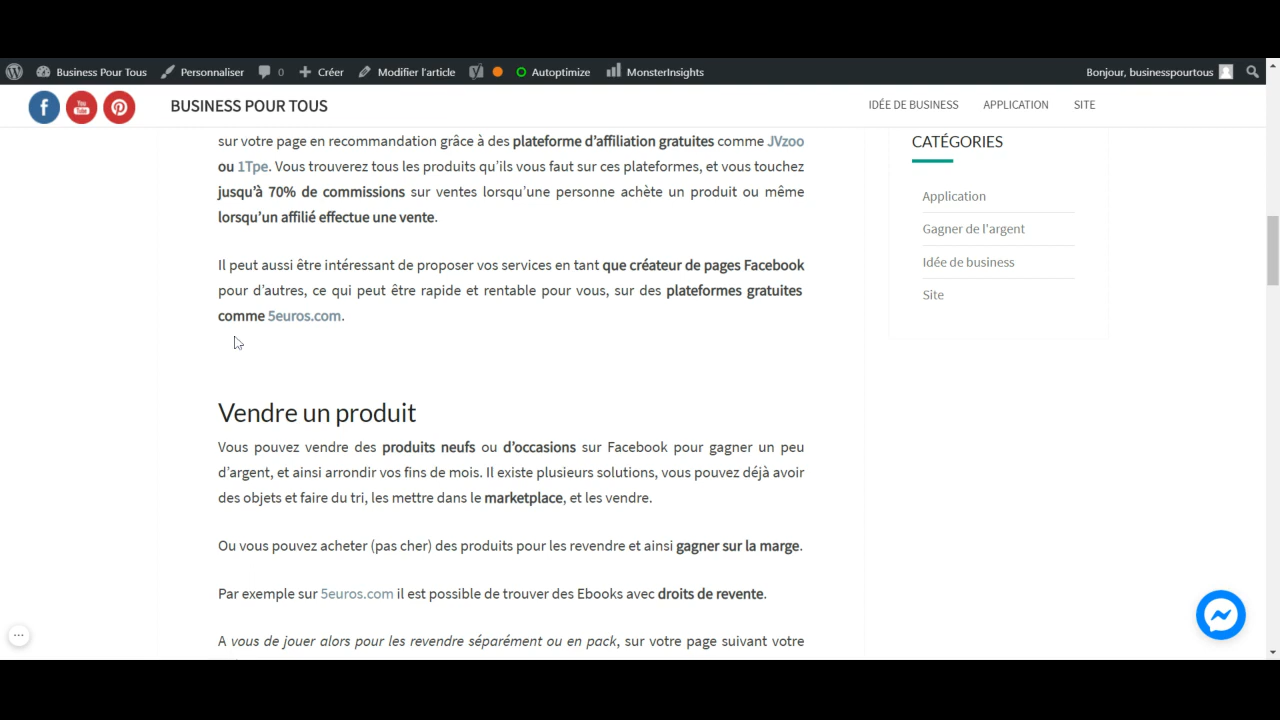 Business Pour Tous Personnaliser 0 Créer Modifier l'article Autoptimize MonsterInsights Bonjour, businesspourtous
BUSINESS POUR TOUS IDÉE DE BUSINESS APPLICATION SITE
sur votre page en recommandation grâce à des plateforme d'affiliation gratuites comme JVzoo
ou 1Tpe. Vous trouverez tous les produits qu'ils vous faut sur ces plateformes, et vous touchez
jusqu'à 70% de commissions sur ventes lorsqu'une personne achète un produit ou même
lorsqu'un affilié effectue une vente.
Il peut aussi être intéressant de proposer vos services en tant que créateur de pages Facebook
pour d'autres, ce qui peut être rapide et rentable pour vous, sur des plateformes gratuites
comme 5euros.com.
Vendre un produit
Vous pouvez vendre des produits neufs ou d'occasions sur Facebook pour gagner un peu
d'argent, et ainsi arrondir vos fins de mois. Il existe plusieurs solutions, vous pouvez déjà avoir
des objets et faire du tri, les mettre dans le marketplace, et les vendre.
Ou vous pouvez acheter (pas cher) des produits pour les revendre et ainsi gagner sur la marge.
Par exemple sur 5euros.com il est possible de trouver des Ebooks avec droits de revente.
A vous de jouer alors pour les revendre séparément ou en pack, sur votre page suivant votre
CATÉGORIES
Application
Gagner de l'argent
Idée de business
Site